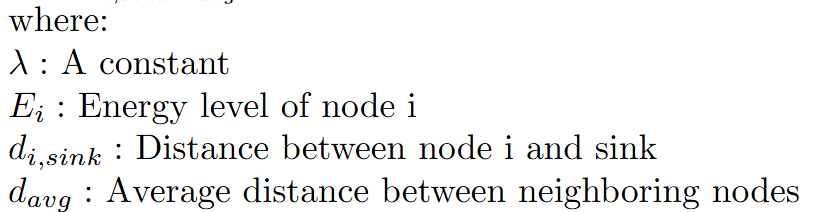 where:
λ : A constant
E_i : Energy level of node i
d_{i,sink} : Distance between node i and sink
d_{avg} : Average distance between neighboring nodes